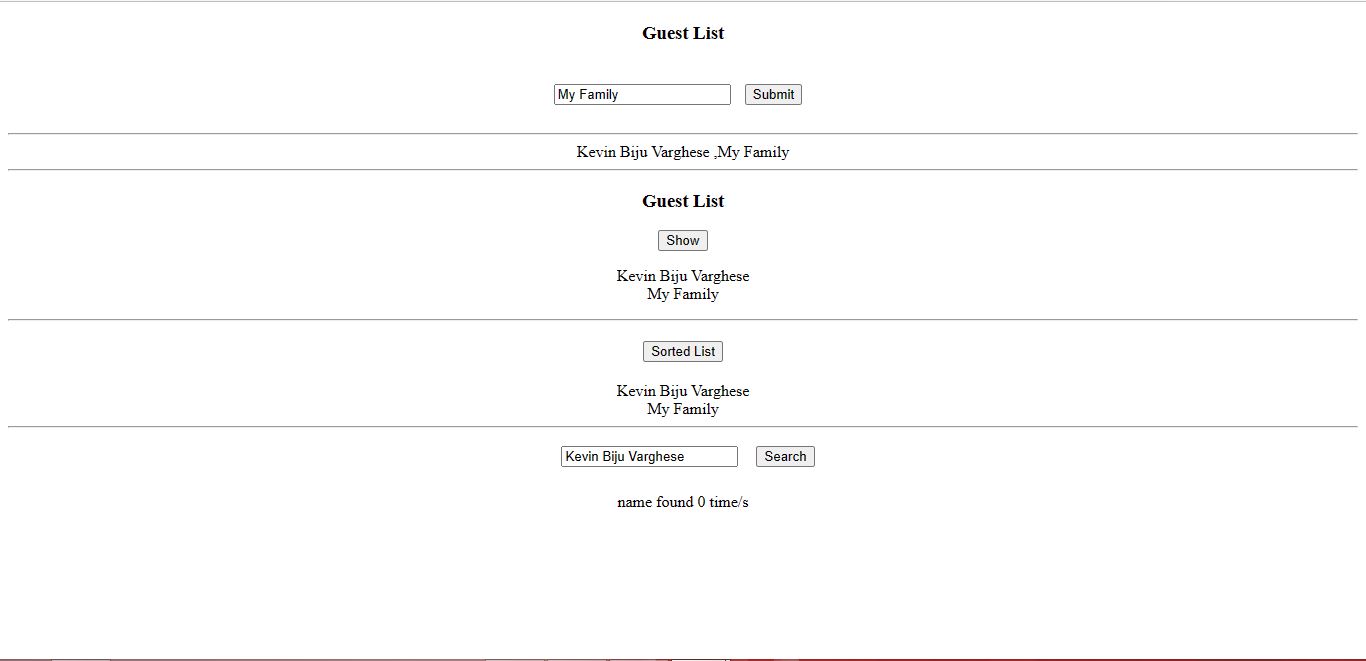 Guest List
My Family Submit
Kevin Biju Varghese ,My Family
Guest List
Show
Kevin Biju Varghese
My Family
Sorted List
Kevin Biju Varghese
My Family
Kevin Biju Varghese Search
name found 0 time/s